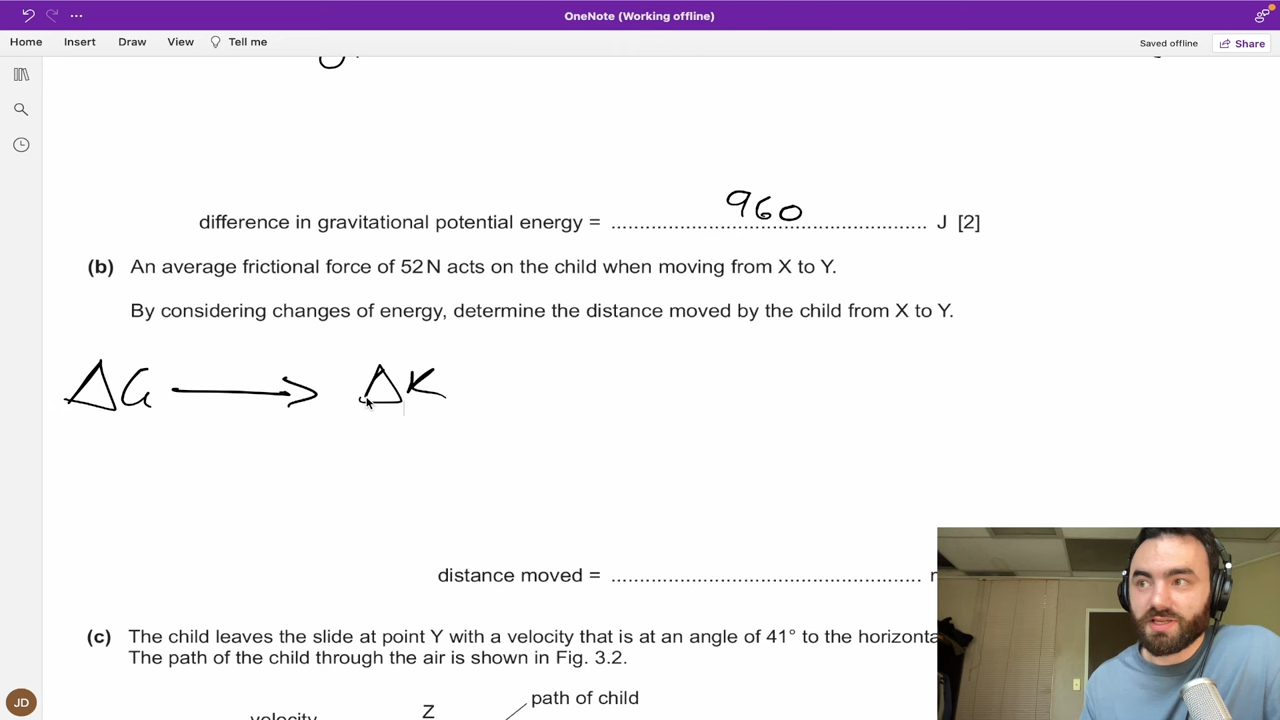 OneNote (Working offline)
Home Insert Draw View Tell me
Saved offline Share
960
difference in gravitational potential energy = ...................................................... J [2]
(b) An average frictional force of 52 N acts on the child when moving from X to Y.
By considering changes of energy, determine the distance moved by the child from X to Y.
ΔG ⟶ ΔK
distance moved = ......................................................
(c) The child leaves the slide at point Y with a velocity that is at an angle of 41° to the
The path of the child through the air is shown in Fig. 3.2.
path of child
velocity Z
JD